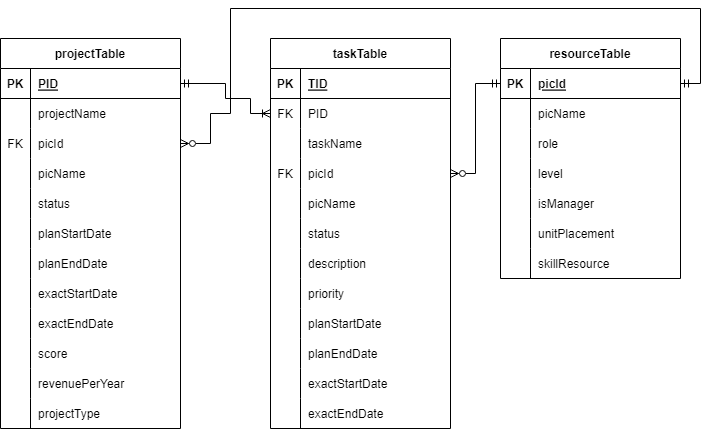 projectTable
PK PID
projectName
FK picId
picName
status
planStartDate
planEndDate
exactStartDate
exactEndDate
score
revenuePerYear
projectType
taskTable
PK TID
FK PID
taskName
FK picId
picName
status
description
priority
planStartDate
planEndDate
exactStartDate
exactEndDate
resourceTable
PK picId
picName
role
level
isManager
unitPlacement
skillResource